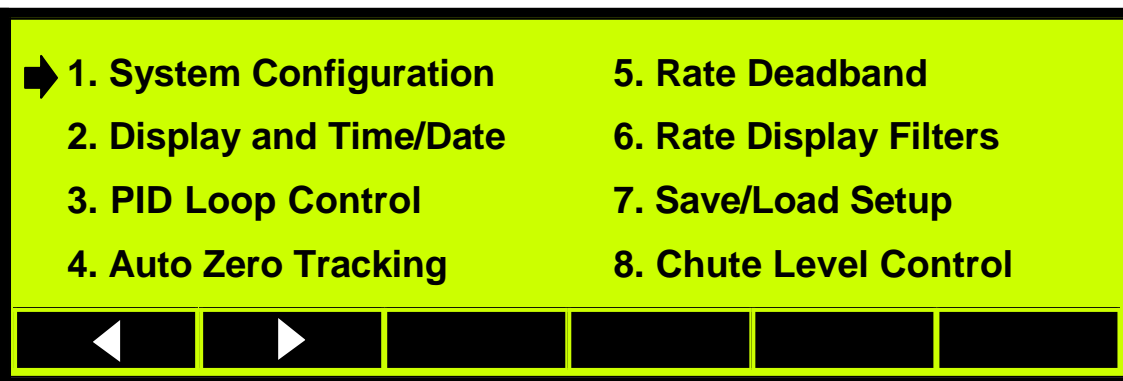 1. System Configuration
2. Display and Time/Date
3. PID Loop Control
4. Auto Zero Tracking
5. Rate Deadband
6. Rate Display Filters
7. Save/Load Setup
8. Chute Level Control